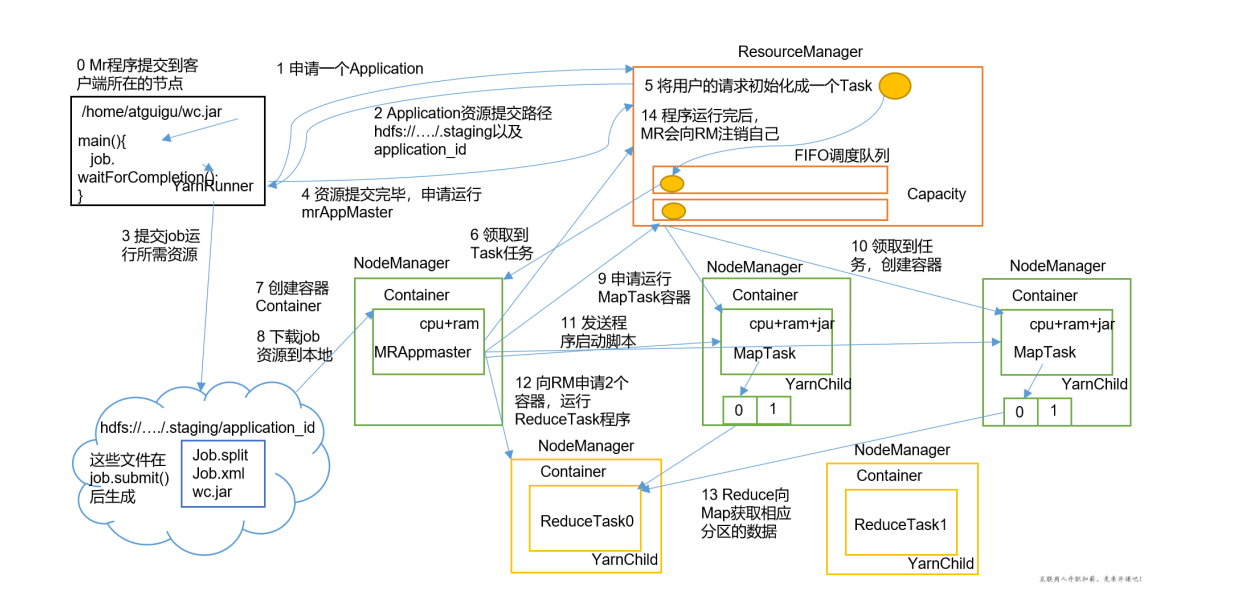 ResourceManager
0 Mr程序提交到客
户端所在的节点
1 申请一个Application
5 将用户的请求初始化成一个Task
/home/atguigu/wc.jar
main(){
job.
waitForCompletion();
}
YarnRunner
2 Application资源提交路径
hdfs://…./.staging以及
application_id
14 程序运行完后，
MR会向RM注销自己
FIFO调度队列
Capacity
4 资源提交完毕，申请运行
mrAppMaster
3 提交job运
行所需资源
6 领取到
Task任务
10 领取到任
务，创建容器
7 创建容器
Container
8 下载job
资源到本地
NodeManager
Container
cpu+ram
MRAppmaster
9 申请运行
MapTask容器
11 发送程
序启动脚本
NodeManager
Container
cpu+ram+jar
MapTask
YarnChild
0
1
NodeManager
Container
cpu+ram+jar
MapTask
YarnChild
0
1
12 向RM申请2个
容器，运行
ReduceTask程序
hdfs://…./.staging/application_id
这些文件在
job.submit()
后生成
Job.split
Job.xml
wc.jar
NodeManager
Container
ReduceTask0
YarnChild
13 Reduce向
Map获取相应
分区的数据
NodeManager
Container
ReduceTask1
YarnChild